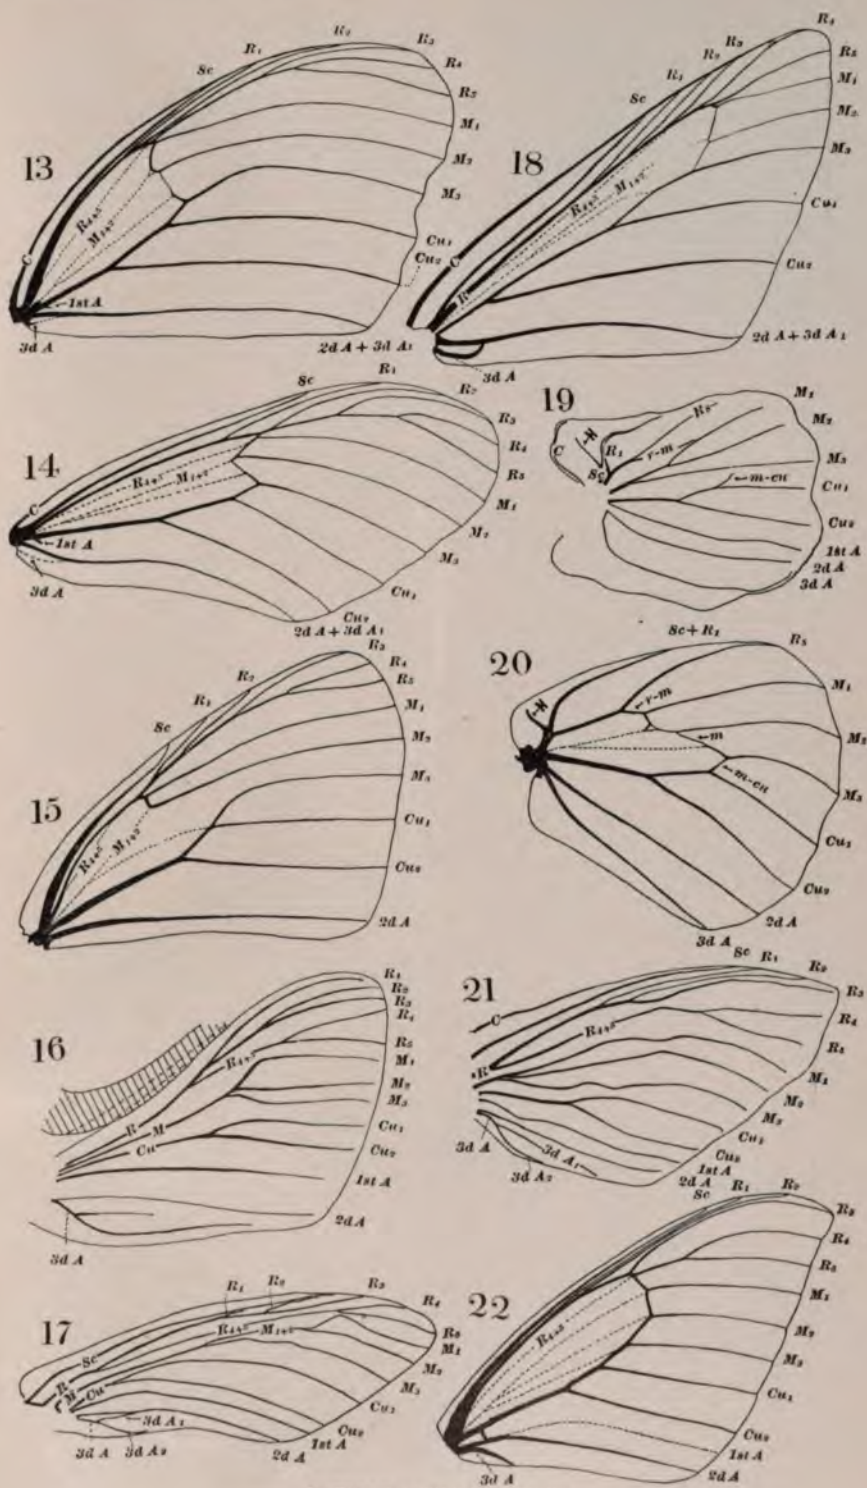 13
Sc
R₁
R₂
R₃
R₄
R₅
M₁
M₂
M₃
Cu₁
Cu₂
2d A + 3d A₁
R₄₊₅
M₁₊₂
C
1st A
3d A
18
Sc
R₁
R₂
R₃
R₄
R₅
M₁
M₂
M₃
Cu₁
Cu₂
2d A + 3d A₁
R₄₊₅
M₁₊₂
C
R
3d A
14
Sc
R₁
R₂
R₃
R₄
R₅
M₁
M₂
M₃
Cu₁
Cu₂
2d A + 3d A₁
R₄₊₅
M₁₊₂
C
1st A
3d A
19
C
H
Sc
R₁
Rs
r-m
M₁
M₂
M₃
m-cu
Cu₁
Cu₂
1st A
2d A
3d A
15
Sc
R₁
R₂
R₃
R₄
R₅
M₁
M₂
M₃
Cu₁
Cu₂
2d A
R₄₊₅
M₁₊₂
20
Sc + R₁
Rs
M₁
M₂
M₃
Cu₁
Cu₂
2d A
3d A
H
r-m
m
m-cu
16
R₁
R₂
R₃
R₄
R₅
M₁
M₂
M₃
Cu₁
Cu₂
1st A
2d A
3d A
R₄₊₅
R
M
Cu
21
Sc
R₁
R₂
R₃
R₄
R₅
M₁
M₂
M₃
Cu₁
Cu₂
1st A
2d A
C
R
R₄₊₅
3d A
3d A₁
3d A₂
17
R₁
R₂
R₃
R₄
R₅
M₁
M₂
M₃
Cu₁
Cu₂
1st A
2d A
Sc
R
M
Cu
R₄₊₅
M₁₊₂
3d A₁
3d A
3d A₂
22
Sc
R₁
R₂
R₃
R₄
R₅
M₁
M₂
M₃
Cu₁
Cu₂
1st A
2d A
R₄₊₅
3d A